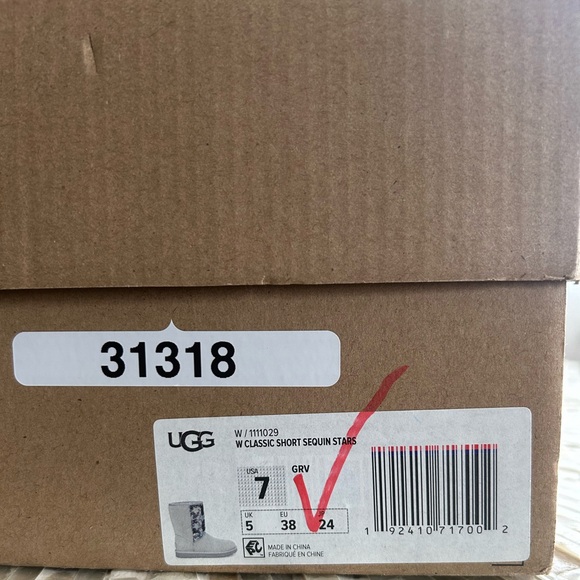 31318
UGG
W / 1111029
W CLASSIC SHORT SEQUIN STARS
USA
7
GRV
UK EU
5 38 24
MADE IN CHINA
FABRIQUÉ EN CHINE
1 92410 71700 2